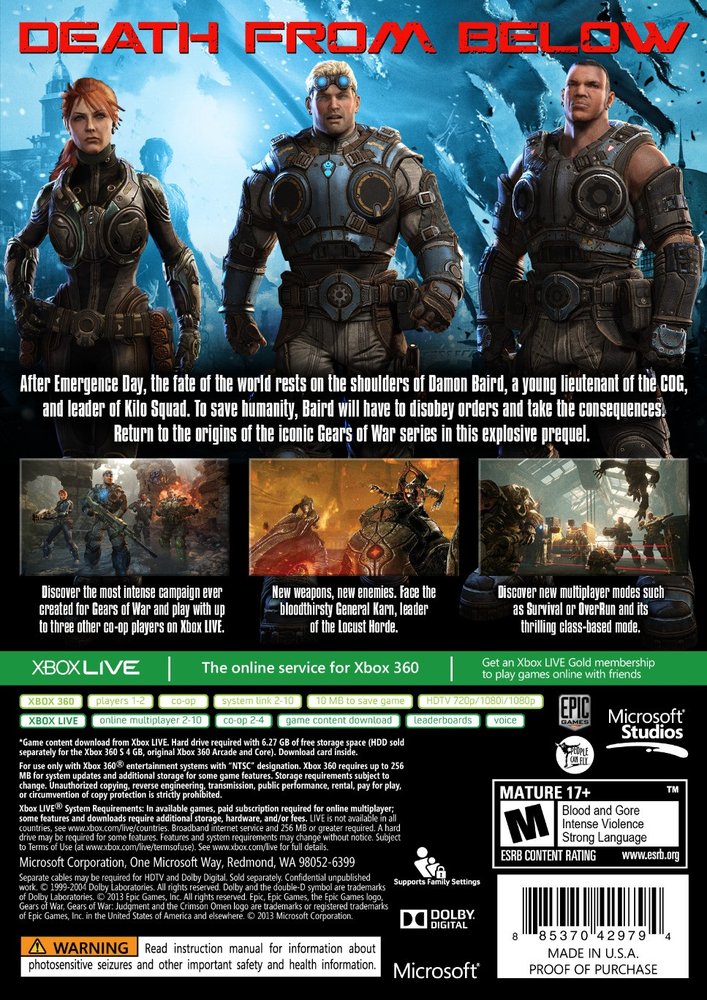 DEATH FROM BELOW
After Emergence Day, the fate of the world rests on the shoulders of Damon Baird, a young lieutenant of the COG,
and leader of Kilo Squad. To save humanity, Baird will have to disobey orders and take the consequences.
Return to the origins of the iconic Gears of War series in this explosive prequel.
Discover the most intense campaign ever
created for Gears of War and play with up
to three other co-op players on Xbox LIVE.
New weapons, new enemies. Face the
bloodthirsty General Karn, leader
of the Locust Horde.
Discover new multiplayer modes such
as Survival or OverRun and its
thrilling class-based mode.
XBOX LIVE
The online service for Xbox 360
Get an Xbox LIVE Gold membership
to play games online with friends
XBOX 360 players 1-2 co-op system link 2-10 10 MB to save game HDTV 720p/1080i/1080p
XBOX LIVE online multiplayer 2-10 co-op 2-4 game content download leaderboards voice
EPIC
GAMES
PEOPLE
CAN FLY
Microsoft®
Studios
*Game content download from Xbox LIVE. Hard drive required with 6.27 GB of free storage space (HDD sold
separately for the Xbox 360 S 4 GB, original Xbox 360 Arcade and Core). Download card inside.
For use only with Xbox 360® entertainment systems with "NTSC" designation. Xbox 360 requires up to 256
MB for system updates and additional storage for some game features. Storage requirements subject to
change. Unauthorized copying, reverse engineering, transmission, public performance, rental, pay for play,
or circumvention of copy protection is strictly prohibited.
Xbox LIVE® System Requirements: In available games, paid subscription required for online multiplayer;
some features and downloads require additional storage, hardware, and/or fees. LIVE is not available in all
countries, see www.xbox.com/live/countries. Broadband internet service and 256 MB or greater required. A hard
drive may be required for some features. Features and system requirements may change without notice. Subject
to Terms of Use (at www.xbox.com/live/termsofuse). See www.xbox.com/live for full details.
Microsoft Corporation, One Microsoft Way, Redmond, WA 98052-6399
Separate cables may be required for HDTV and Dolby Digital. Sold separately. Confidential unpublished
work. © 1999-2004 Dolby Laboratories. All rights reserved. Dolby and the double-D symbol are trademarks
of Dolby Laboratories. © 2013 Epic Games, Inc. All rights reserved. Epic, Epic Games, the Epic Games logo,
Gears of War, Gears of War: Judgment and the Crimson Omen logo are trademarks or registered trademarks
of Epic Games, Inc. in the United States of America and elsewhere. © 2013 Microsoft Corporation.
Supports Family Settings
DOLBY
DIGITAL
MATURE 17+ ™
M
Blood and Gore
Intense Violence
Strong Language
ESRB CONTENT RATING www.esrb.org
WARNING Read instruction manual for information about
photosensitive seizures and other important safety and health information.
Microsoft®
8 85370 42979 4
MADE IN U.S.A.
PROOF OF PURCHASE